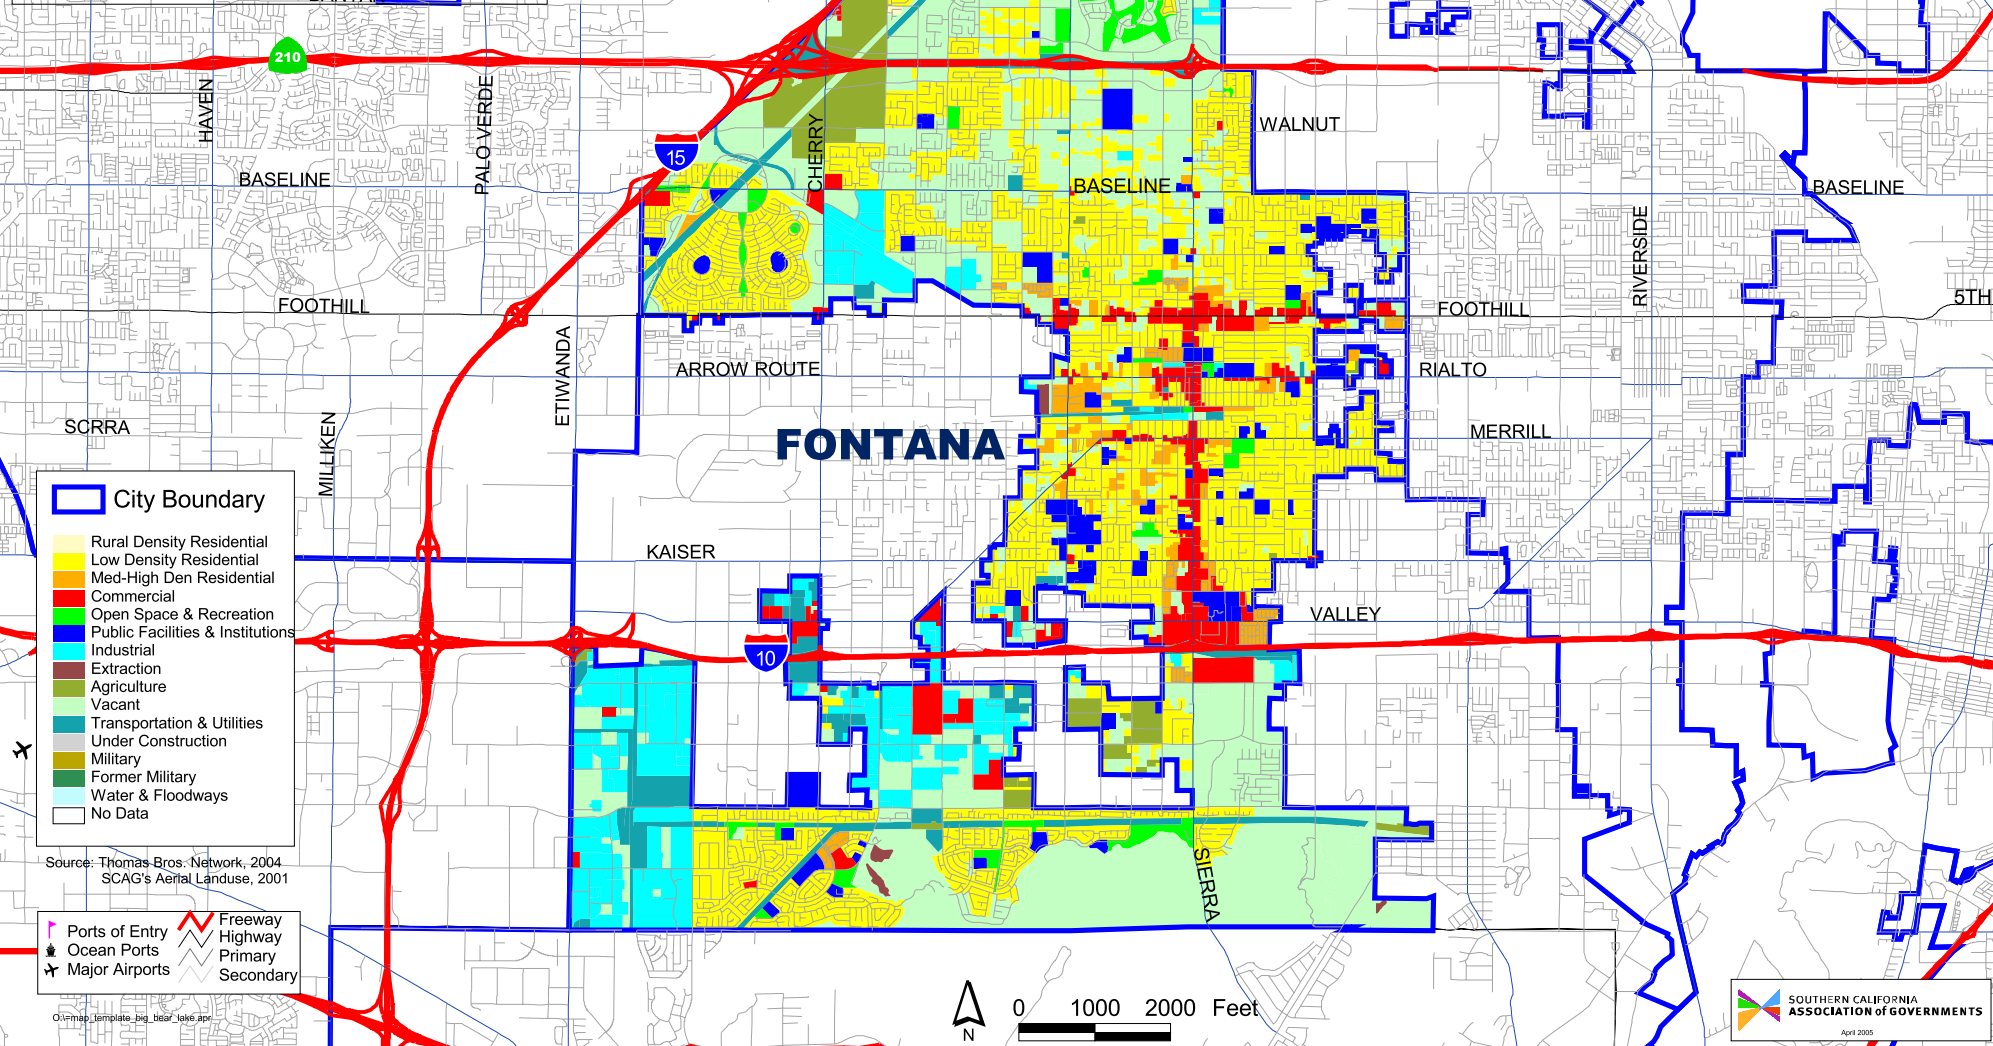 210
HAVEN
PALO VERDE
CHERRY
WALNUT
15
BASELINE
BASELINE
BASELINE
RIVERSIDE
FOOTHILL
FOOTHILL
5TH
ETIWANDA
ARROW ROUTE
RIALTO
SCRRA
MILLIKEN
FONTANA
MERRILL
KAISER
VALLEY
10
SIERRA
City Boundary
Rural Density Residential
Low Density Residential
Med-High Den Residential
Commercial
Open Space & Recreation
Public Facilities & Institutions
Industrial
Extraction
Agriculture
Vacant
Transportation & Utilities
Under Construction
Military
Former Military
Water & Floodways
No Data
Source: Thomas Bros. Network, 2004
SCAG's Aerial Landuse, 2001
Ports of Entry
Ocean Ports
Major Airports
Freeway
Highway
Primary
Secondary
O:\=map_template_big_bear_lake.apr
N
0 1000 2000 Feet
SOUTHERN CALIFORNIA
ASSOCIATION of GOVERNMENTS
April 2005